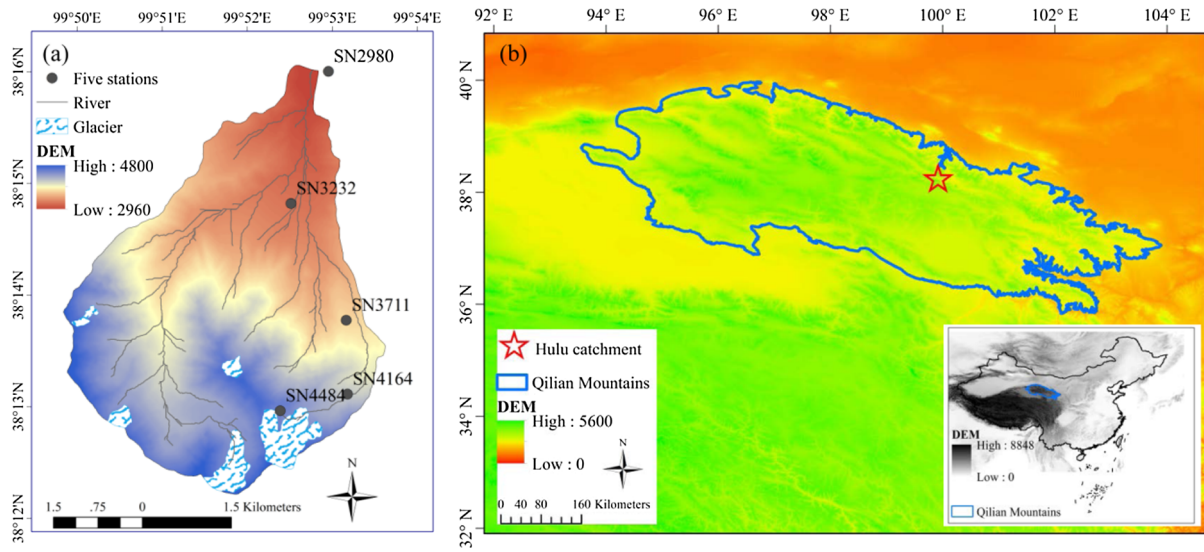 99°50'E 99°51'E 99°52'E 99°53'E 99°54'E
38°16'N
38°15'N
38°14'N
38°13'N
38°12'N
(a)
Five stations
River
Glacier
DEM
High : 4800
Low : 2960
SN2980
SN3232
SN3711
SN4164
SN4484
N
1.5 .75 0 1.5 Kilometers
92° E 94° E 96° E 98° E 100° E 102° E 104° E
40° N
38° N
36° N
34° N
32° N
(b)
Hulu catchment
Qilian Mountains
DEM
High : 5600
Low : 0
N
0 40 80 160 Kilometers
DEM
High : 8848
Low : 0
Qilian Mountains